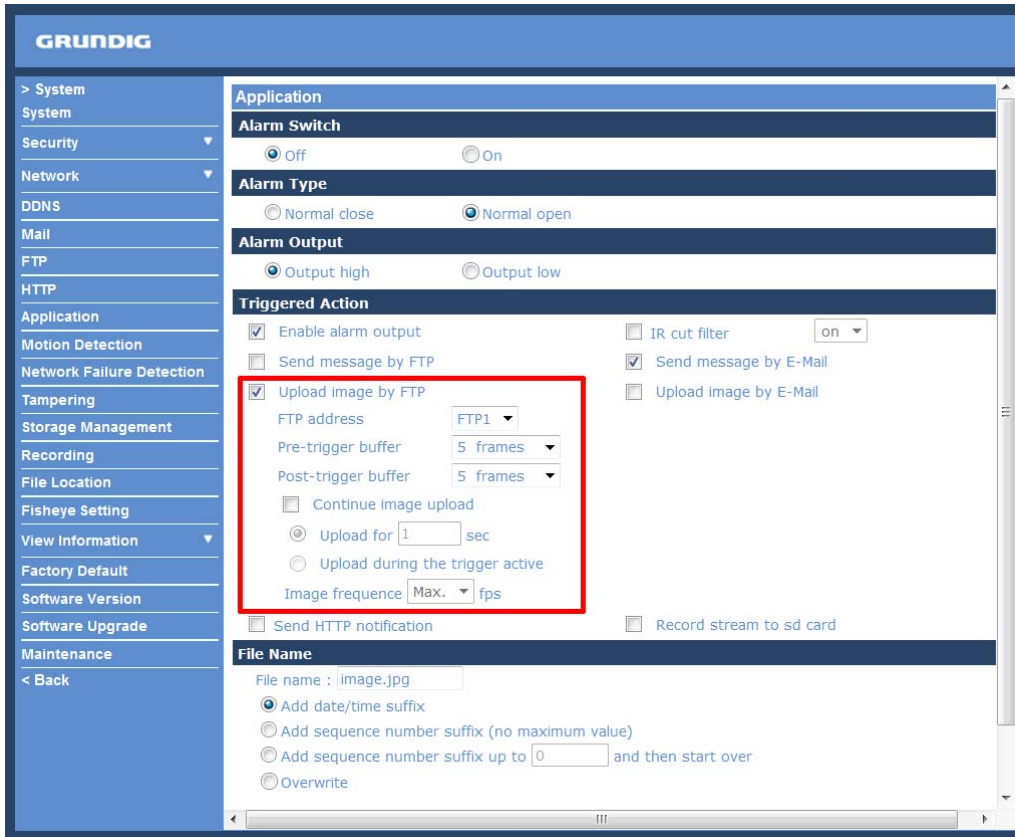 GRUNDIG
> System
System
Security
Network
DDNS
Mail
FTP
HTTP
Application
Motion Detection
Network Failure Detection
Tampering
Storage Management
Recording
File Location
Fisheye Setting
View Information
Factory Default
Software Version
Software Upgrade
Maintenance
< Back
Application
Alarm Switch
Off On
Alarm Type
Normal close Normal open
Alarm Output
Output high Output low
Triggered Action
Enable alarm output IR cut filter on
Send message by FTP Send message by E-Mail
Upload image by FTP Upload image by E-Mail
FTP address FTP1
Pre-trigger buffer 5 frames
Post-trigger buffer 5 frames
Continue image upload
Upload for 1 sec
Upload during the trigger active
Image frequence Max. fps
Send HTTP notification Record stream to sd card
File Name
File name : image.jpg
Add date/time suffix
Add sequence number suffix (no maximum value)
Add sequence number suffix up to 0 and then start over
Overwrite